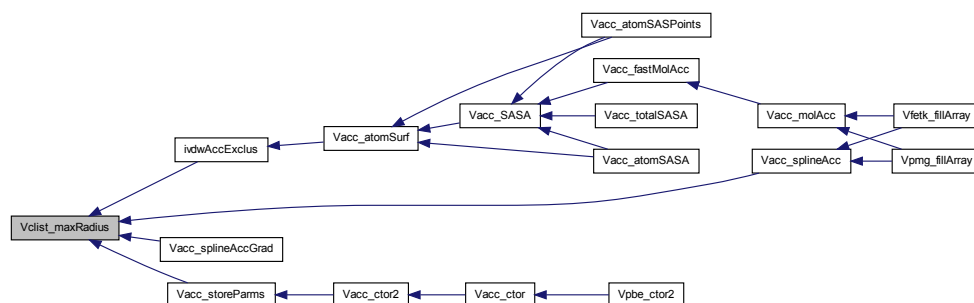 Vacc_atomSASPoints
Vacc_fastMolAcc
Vacc_SASA
Vacc_totalSASA
Vacc_molAcc
Vfetk_fillArray
Vacc_atomSurf
ivdwAccExclus
Vacc_atomSASA
Vacc_splineAcc
Vpmg_fillArray
Vclist_maxRadius
Vacc_splineAccGrad
Vacc_storeParms
Vacc_ctor2
Vacc_ctor
Vpbe_ctor2